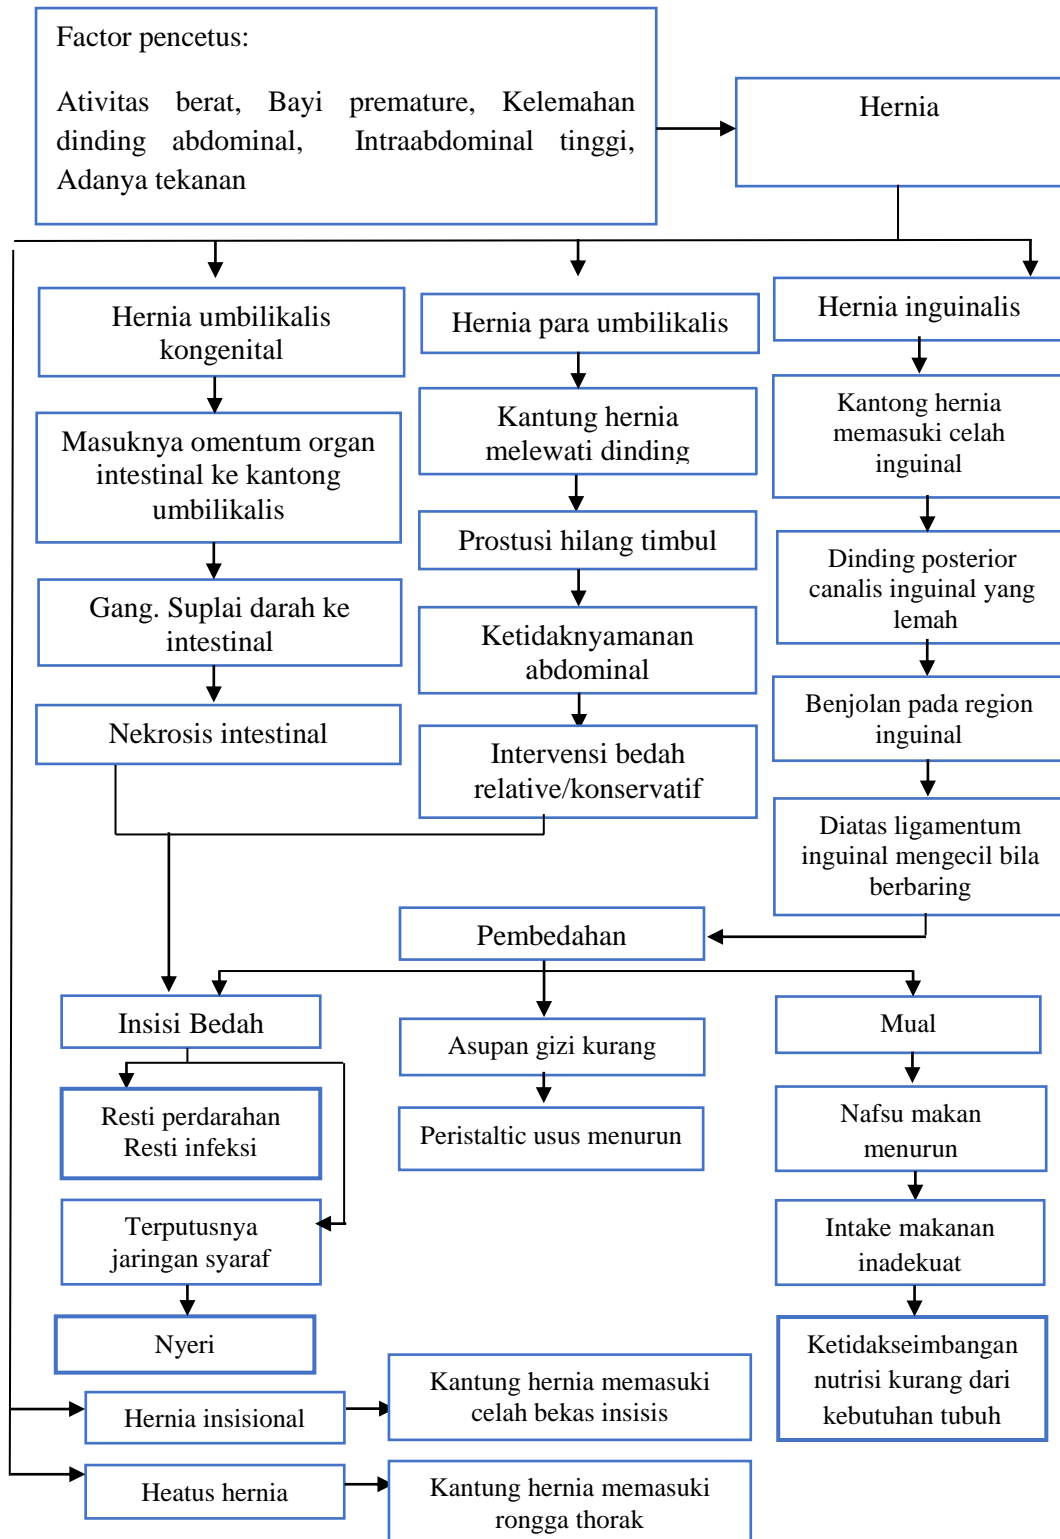 Factor pencetus:
Ativitas berat, Bayi premature, Kelemahan
dinding abdominal, Intraabdominal tinggi,
Adanya tekanan
Hernia
Hernia umbilikalis
kongenital
Masuknya omentum organ
intestinal ke kantong
umbilikalis
Gang. Suplai darah ke
intestinal
Nekrosis intestinal
Hernia para umbilikalis
Kantung hernia
melewati dinding
Prostusi hilang timbul
Ketidaknyamanan
abdominal
Intervensi bedah
relative/konservatif
Hernia inguinalis
Kantong hernia
memasuki celah
inguinal
Dinding posterior
canalis inguinal yang
lemah
Benjolan pada region
inguinal
Diatas ligamentum
inguinal mengecil bila
berbaring
Pembedahan
Insisi Bedah
Resti perdarahan
Resti infeksi
Terputusnya
jaringan syaraf
Nyeri
Asupan gizi kurang
Peristaltic usus menurun
Mual
Nafsu makan
menurun
Intake makanan
inadekuat
Ketidakseimbangan
nutrisi kurang dari
kebutuhan tubuh
Hernia insisional
Kantung hernia memasuki
celah bekas insisis
Heatus hernia
Kantung hernia memasuki
rongga thorak